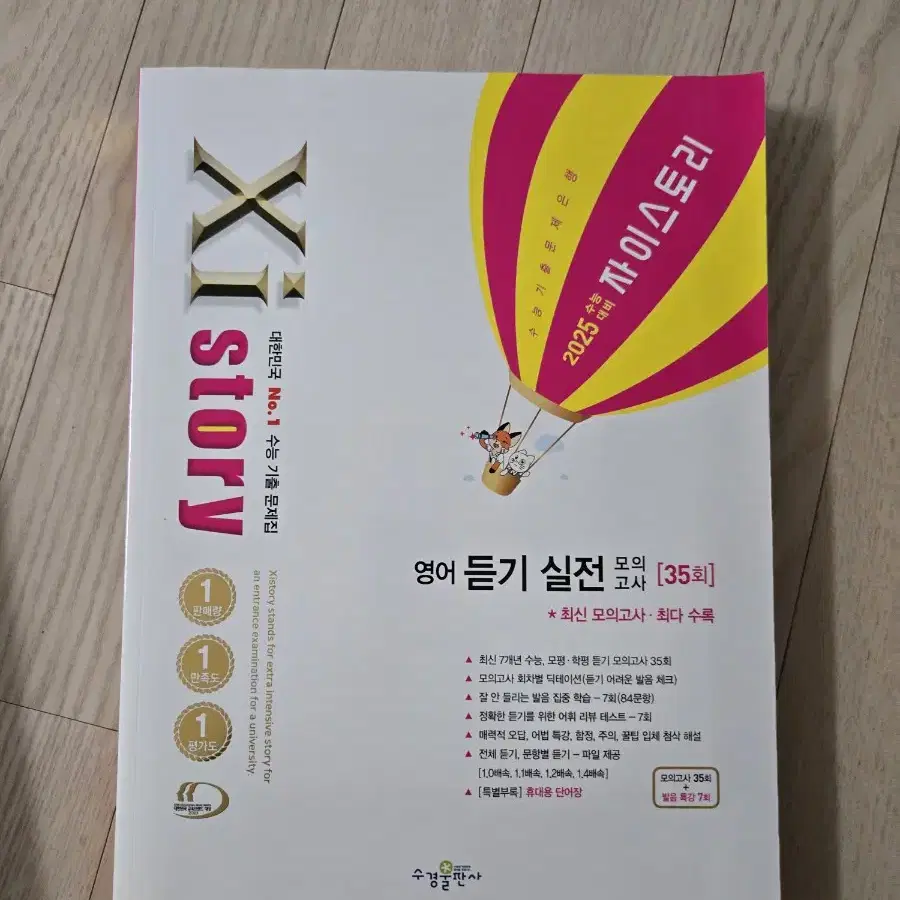 Xi story
대한민국 No.1 수능 기출 문제집
Xistory stands for extra intensive story for
an entrance examination for a university.
1
판매량
1
만족도
1
평가도
수능기출문제은행
2025 수능 대비 자이스토리
영어 듣기 실전 모의고사 [35회]
* 최신 모의고사 · 최다 수록
▲ 최신 7개년 수능, 모평 · 학평 듣기 모의고사 35회
▲ 모의고사 회차별 딕테이션(듣기 어려운 발음 체크)
▲ 잘 안 들리는 발음 집중 학습 – 7회(84문항)
▲ 정확한 듣기를 위한 어휘 리뷰 테스트 – 7회
▲ 매력적 오답, 어법 특강, 함정, 주의, 꿀팁 입체 첨삭 해설
▲ 전체 듣기, 문항별 듣기 – 파일 제공
[1.0배속, 1.1배속, 1.2배속, 1.4배속]
▲ [특별부록] 휴대용 단어장
모의고사 35회
+
발음 특강 7회
수경출판사